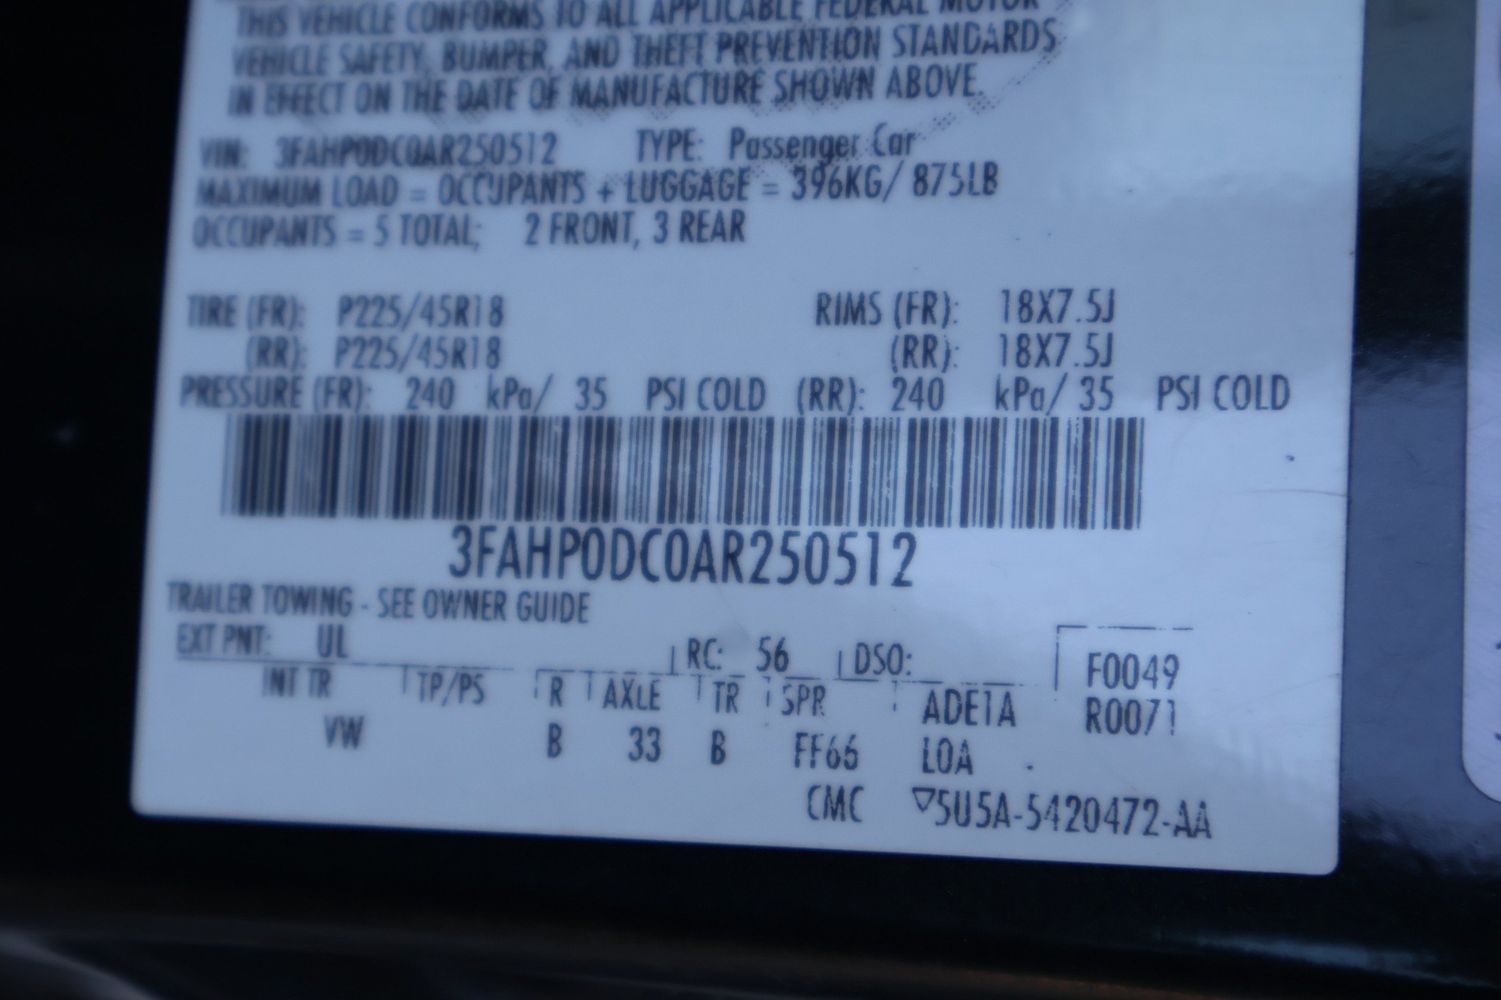 THIS VEHICLE CONFORMS TO ALL APPLICABLE FEDERAL MOTOR
VEHICLE SAFETY, BUMPER, AND THEFT PREVENTION STANDARDS
IN EFFECT ON THE DATE OF MANUFACTURE SHOWN ABOVE.
VIN: 3FAHP0DC0AR250512 TYPE: Passenger Car
MAXIMUM LOAD = OCCUPANTS + LUGGAGE = 396KG/ 875LB
OCCUPANTS = 5 TOTAL; 2 FRONT, 3 REAR
TIRE (FR): P225/45R18 RIMS (FR): 18X7.5J
(RR): P225/45R18 (RR): 18X7.5J
PRESSURE (FR): 240 kPa/ 35 PSI COLD (RR): 240 kPa/ 35 PSI COLD
3FAHP0DC0AR250512
TRAILER TOWING - SEE OWNER GUIDE
EXT PNT: UL RC: 56 DSO: F0049
INT TR TP/PS R AXLE TR SPR ADE1A R0071
VW B 33 B FF66 LOA
CMC ▽5U5A-5420472-AA